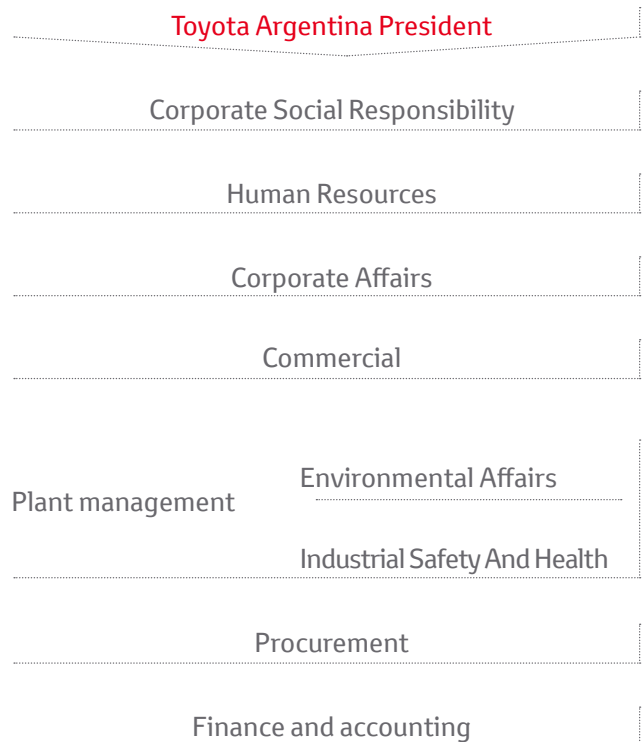 Toyota Argentina President
Corporate Social Responsibility
Human Resources
Corporate Affairs
Commercial
Plant management
Environmental Affairs
Industrial Safety And Health
Procurement
Finance and accounting